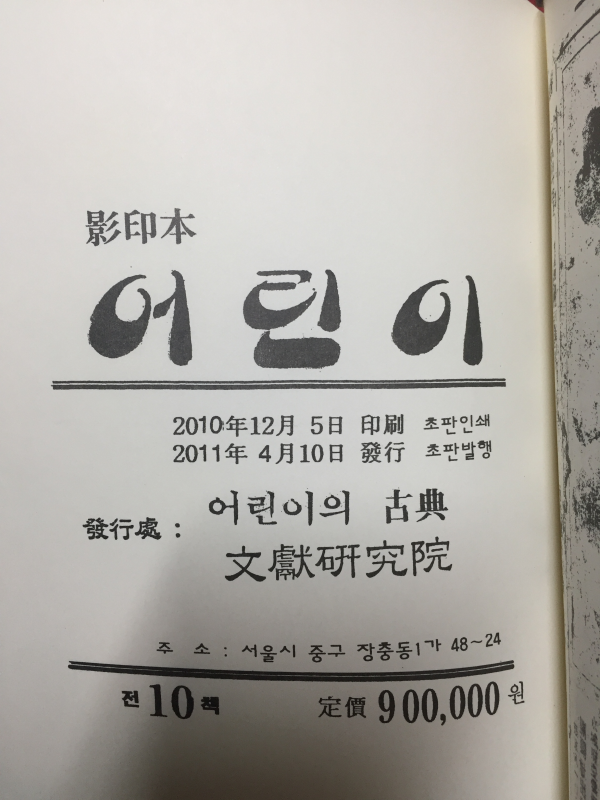 影印本
어린이
2010年12月 5日 印刷 초판인쇄
2011年 4月10日 發行 초판발행
發行處 : 어린이의 古典
文獻硏究院
주 소 : 서울시 중구 장충동1가 48~24
전 10 책 定價 900,000 원